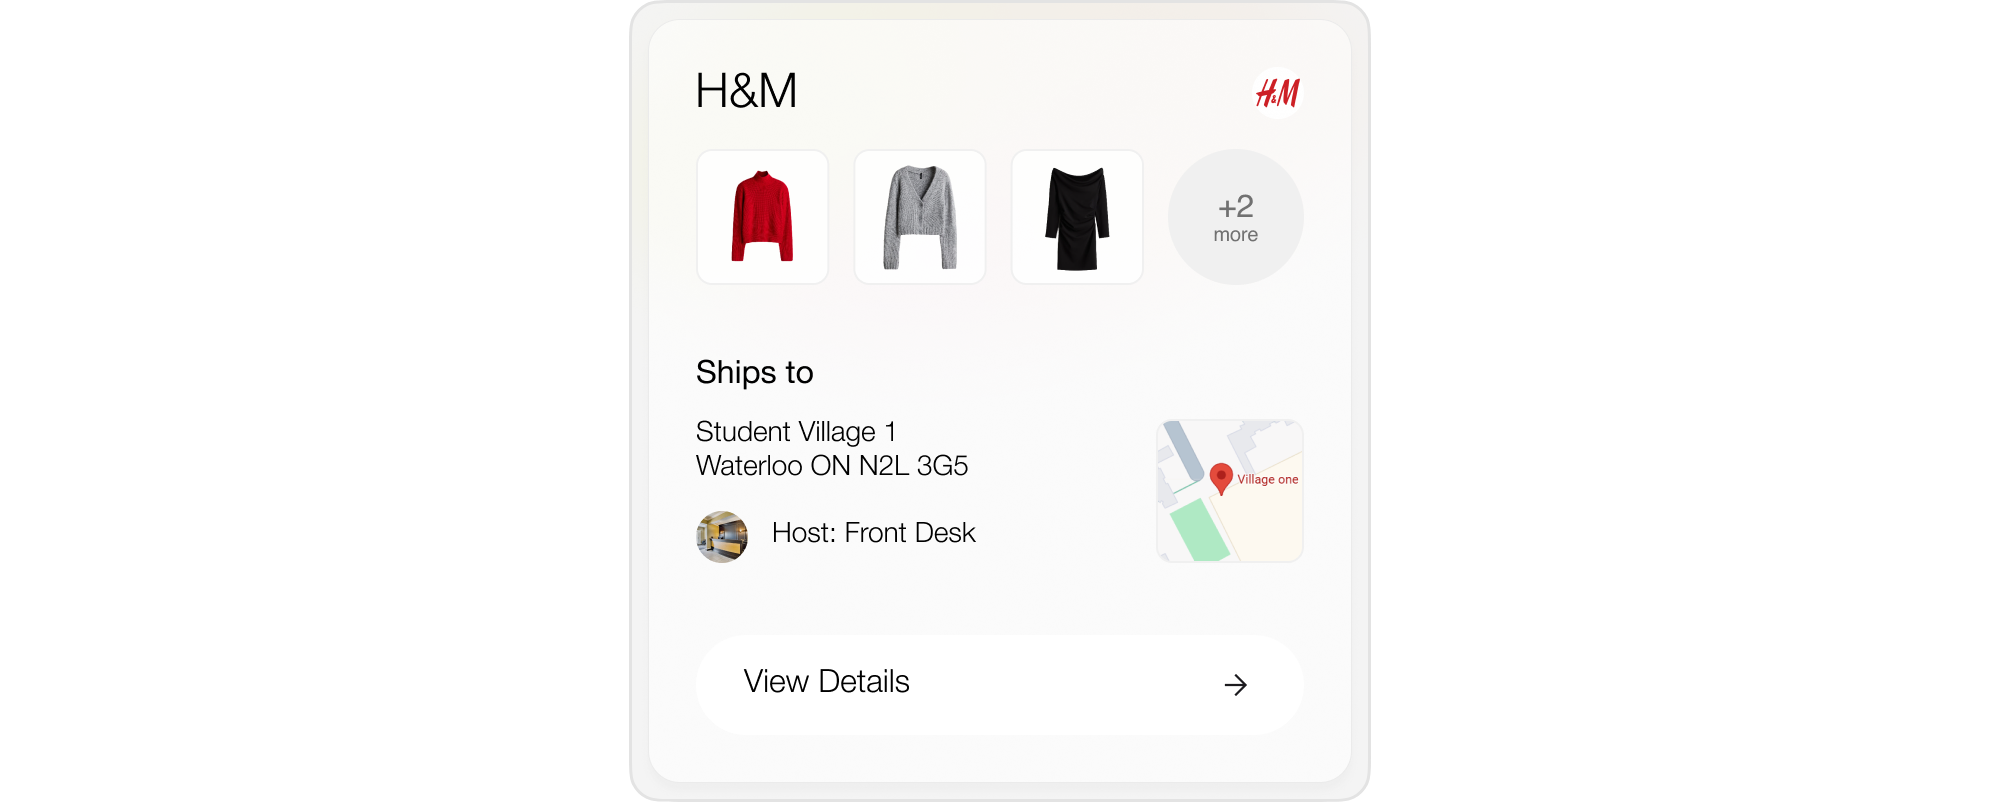 H&M
H&M
+2
more
Ships to
Student Village 1
Waterloo ON N2L 3G5
Village one
Host: Front Desk
View Details